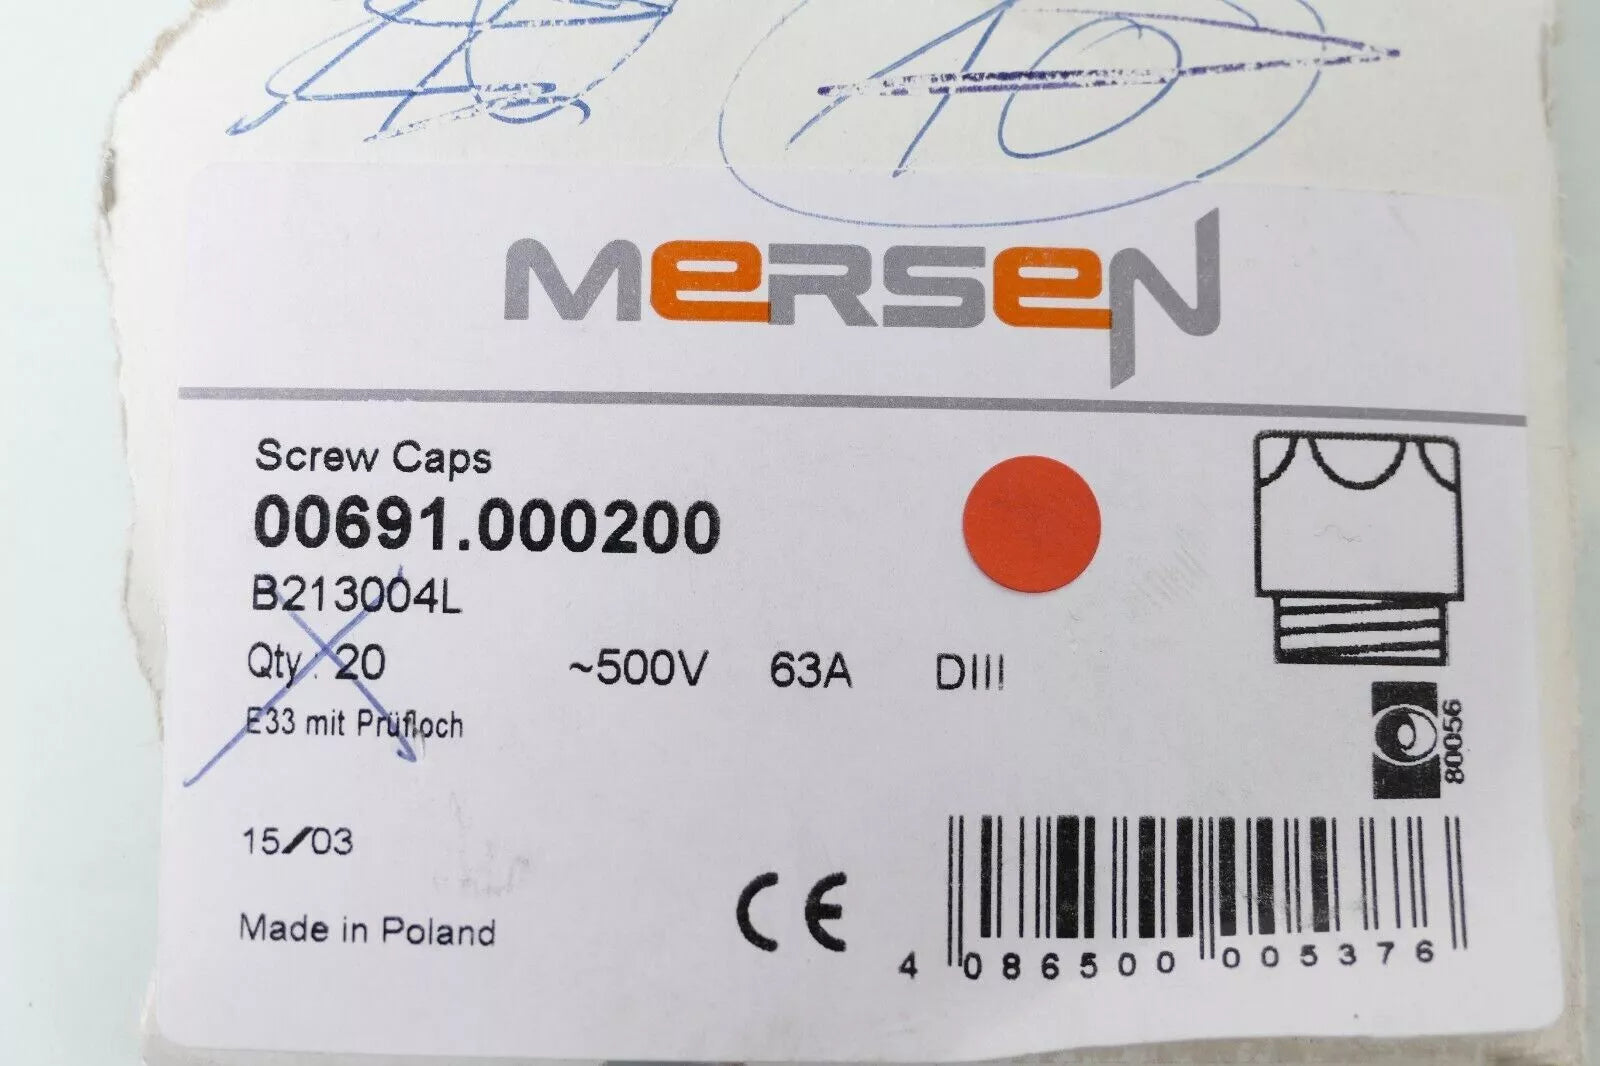 MERSEN
Screw Caps
00691.000200
B213004L
Qty : 20 ~500V 63A DIII
E33 mit Prüfloch
80056
15/03
Made in Poland
CE
4 086500 005376